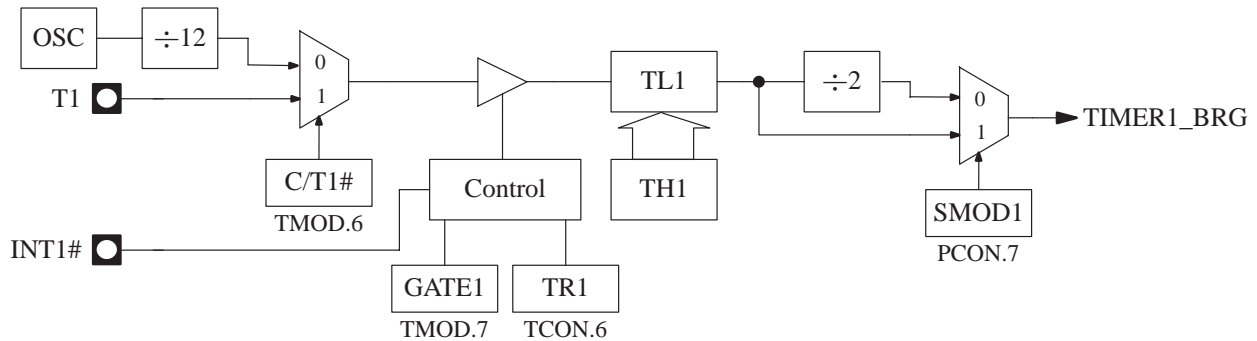 OSC
÷12
0
1
T1
C/T1#
TMOD.6
INT1#
Control
GATE1
TMOD.7
TR1
TCON.6
TL1
TH1
÷2
0
1
SMOD1
PCON.7
TIMER1_BRG